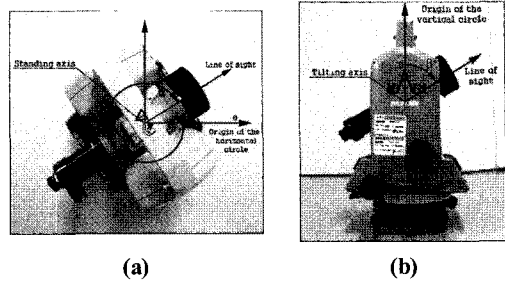 Standing axis
Line of sight
θ
Origin of the
horizontal
circle
(a)
Origin of the
vertical circle
Tilting axis
Line of
sight
(b)